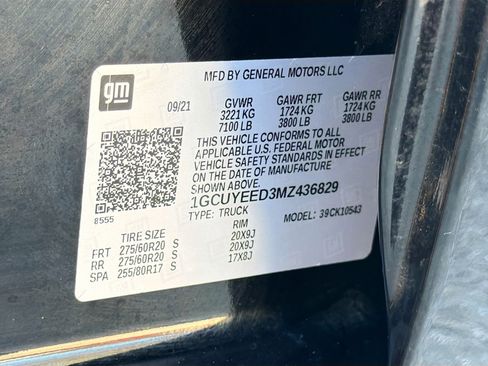 gm
MFD BY GENERAL MOTORS LLC
09/21 GVWR GAWR FRT GAWR RR
3221 KG 1724 KG 1724 KG
7100 LB 3800 LB 3800 LB
THIS VEHICLE CONFORMS TO ALL
APPLICABLE U.S. FEDERAL MOTOR
VEHICLE SAFETY STANDARDS IN EFFECT
ON THE DATE OF MANUFACTURE
SHOWN ABOVE.
1GCUYEED3MZ436829
8555 TYPE: TRUCK MODEL: 39CK10543
TIRE SIZE RIM
FRT 275/60R20 S 20X9J
RR 275/60R20 S 20X9J
SPA 255/80R17 S 17X8J